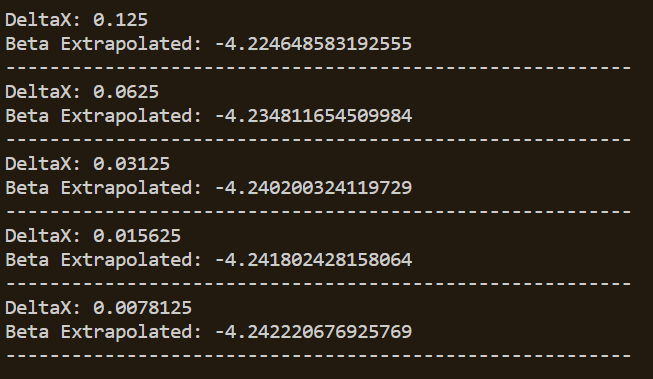 DeltaX: 0.125
Beta Extrapolated: -4.224648583192555
---------------------------------------------------------
DeltaX: 0.0625
Beta Extrapolated: -4.234811654509984
---------------------------------------------------------
DeltaX: 0.03125
Beta Extrapolated: -4.240200324119729
---------------------------------------------------------
DeltaX: 0.015625
Beta Extrapolated: -4.241802428158064
---------------------------------------------------------
DeltaX: 0.0078125
Beta Extrapolated: -4.242220676925769
---------------------------------------------------------